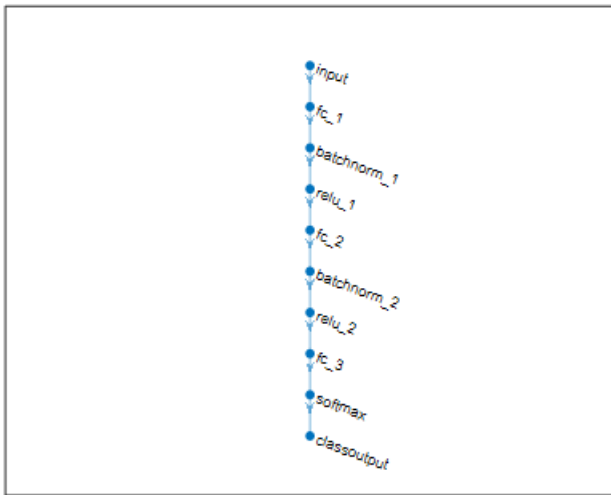 input
fc_1
batchnorm_1
relu_1
fc_2
batchnorm_2
relu_2
fc_3
softmax
classoutput